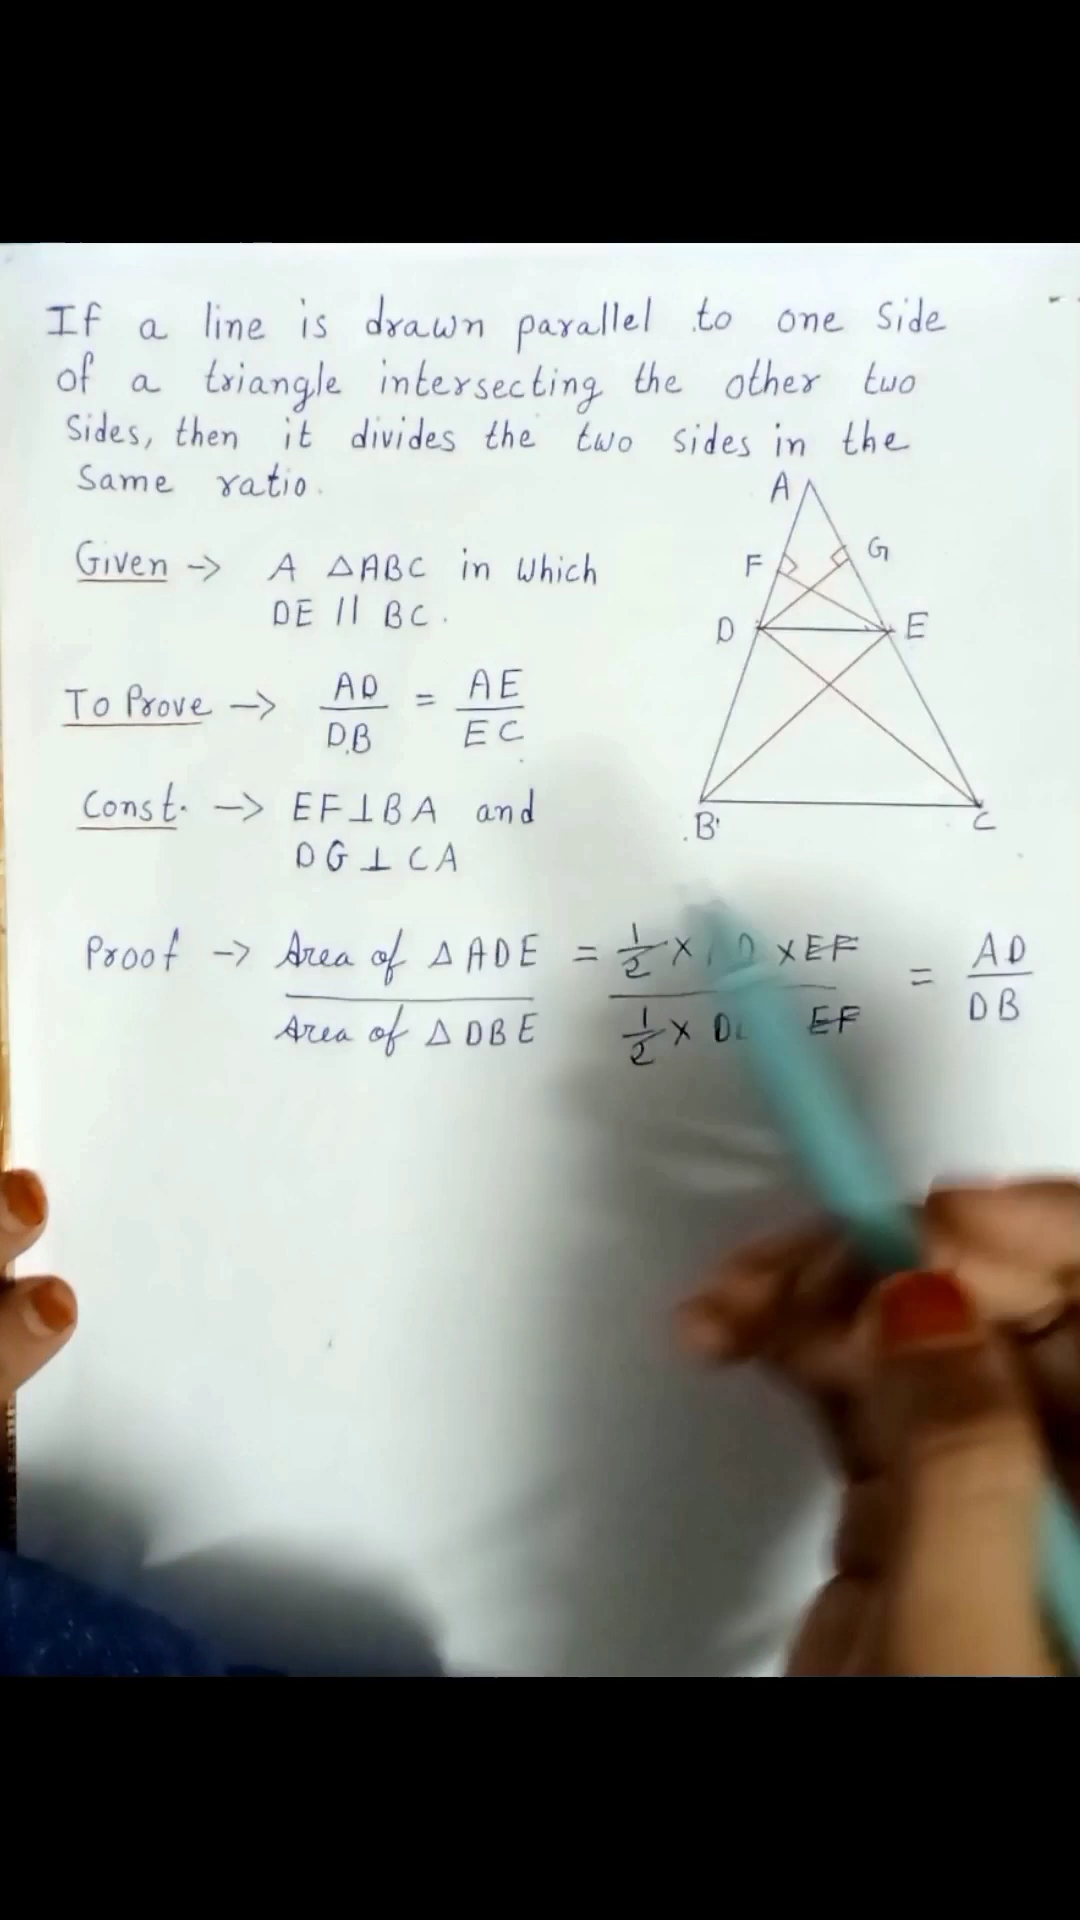 If a line is drawn parallel to one side
of a triangle intersecting the other two
sides, then it divides the two sides in the
same ratio.
A
F
G
D
E
B
C
Given -> A △ABC in which
DE || BC.
To Prove -> AD/DB = AE/EC
Const. -> EF⊥BA and
DG ⊥ CA
Proof -> Area of △ADE = 1/2 × D × EF = AD
Area of △DBE 1/2 × D EF DB